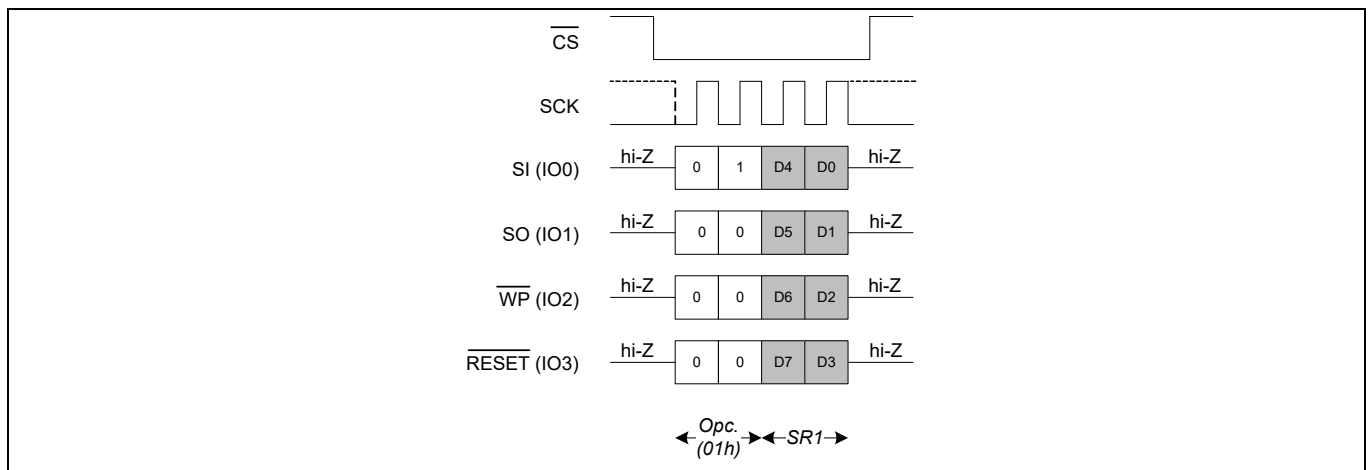 CS
SCK
SI (IO0) hi-Z 0 1 D4 D0 hi-Z
SO (IO1) hi-Z 0 0 D5 D1 hi-Z
WP (IO2) hi-Z 0 0 D6 D2 hi-Z
RESET (IO3) hi-Z 0 0 D7 D3 hi-Z
Opc.
(01h) SR1